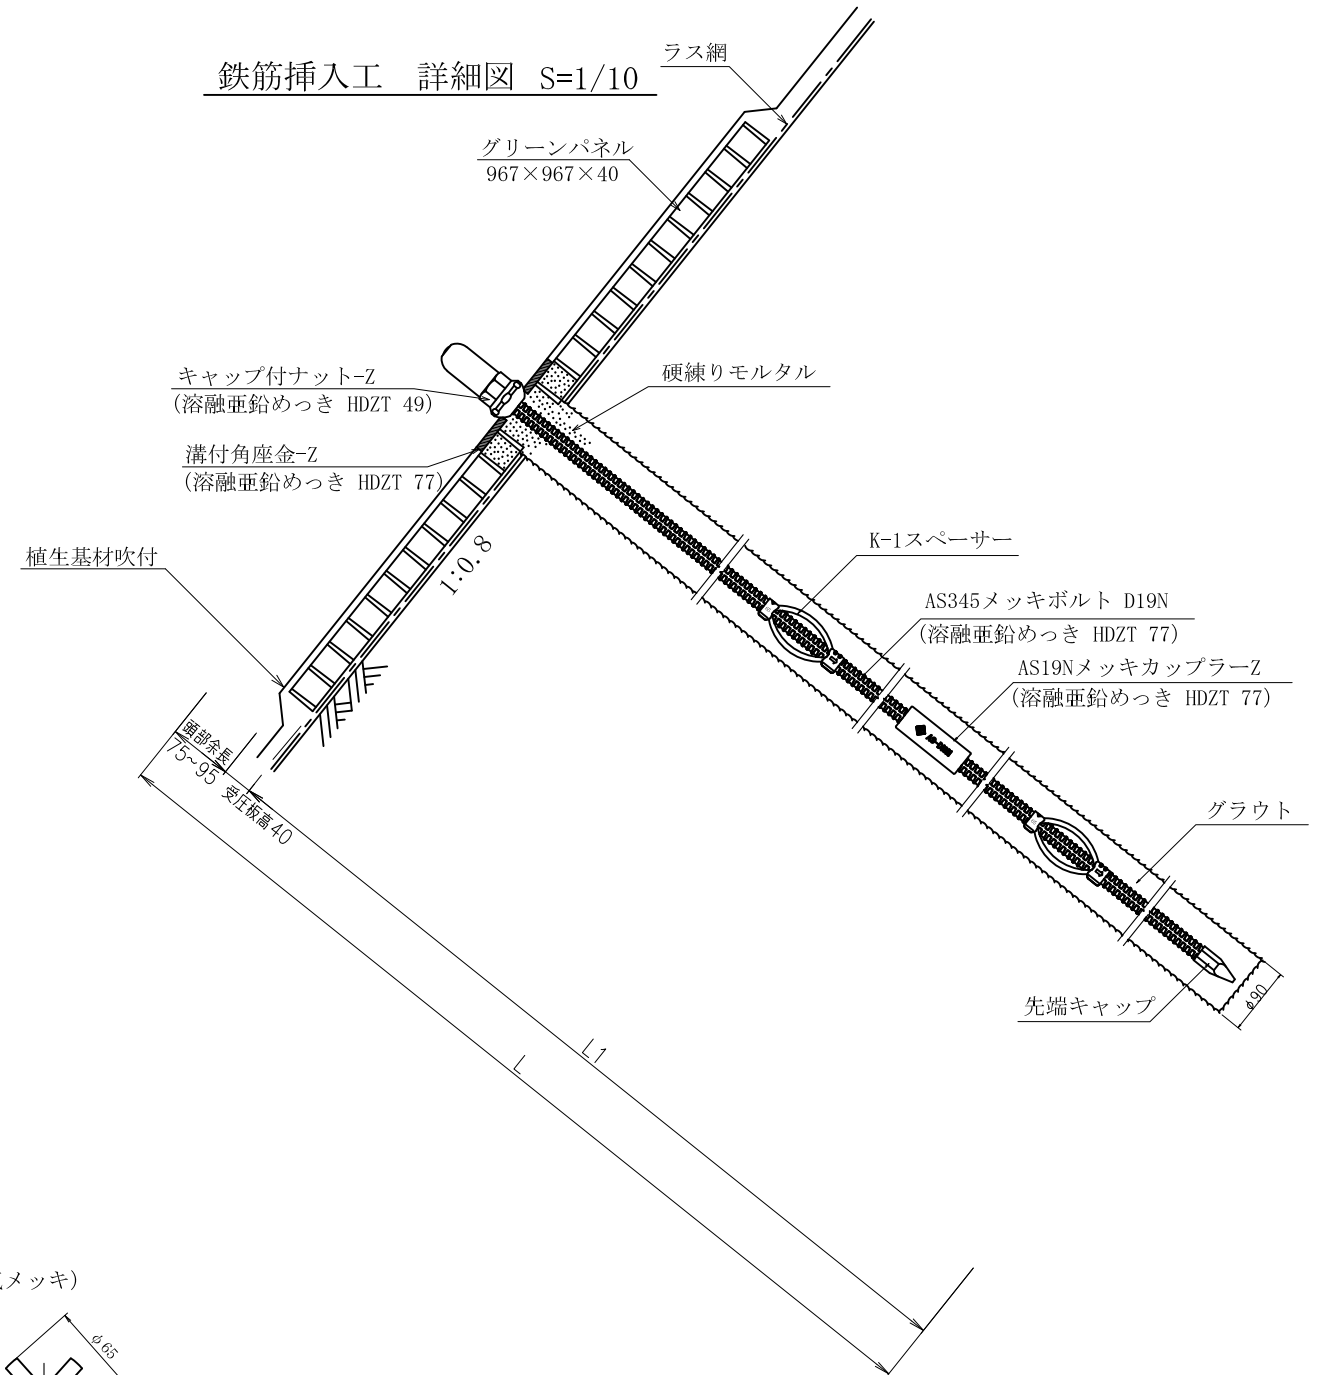 鉄筋挿入工　詳細図　S=1/10
ラス網
グリーンパネル
967×967×40
キャップ付ナット-Z
(溶融亜鉛めっき HDZT 49)
硬練りモルタル
溝付角座金-Z
(溶融亜鉛めっき HDZT 77)
植生基材吹付
1:0.8
K-1スペーサー
AS345メッキボルト D19N
(溶融亜鉛めっき HDZT 77)
AS19NメッキカップラーZ
(溶融亜鉛めっき HDZT 77)
頭部余長
75~95
受圧板高40
グラウト
先端キャップ
φ90
L1
L
メッキ)
φ65